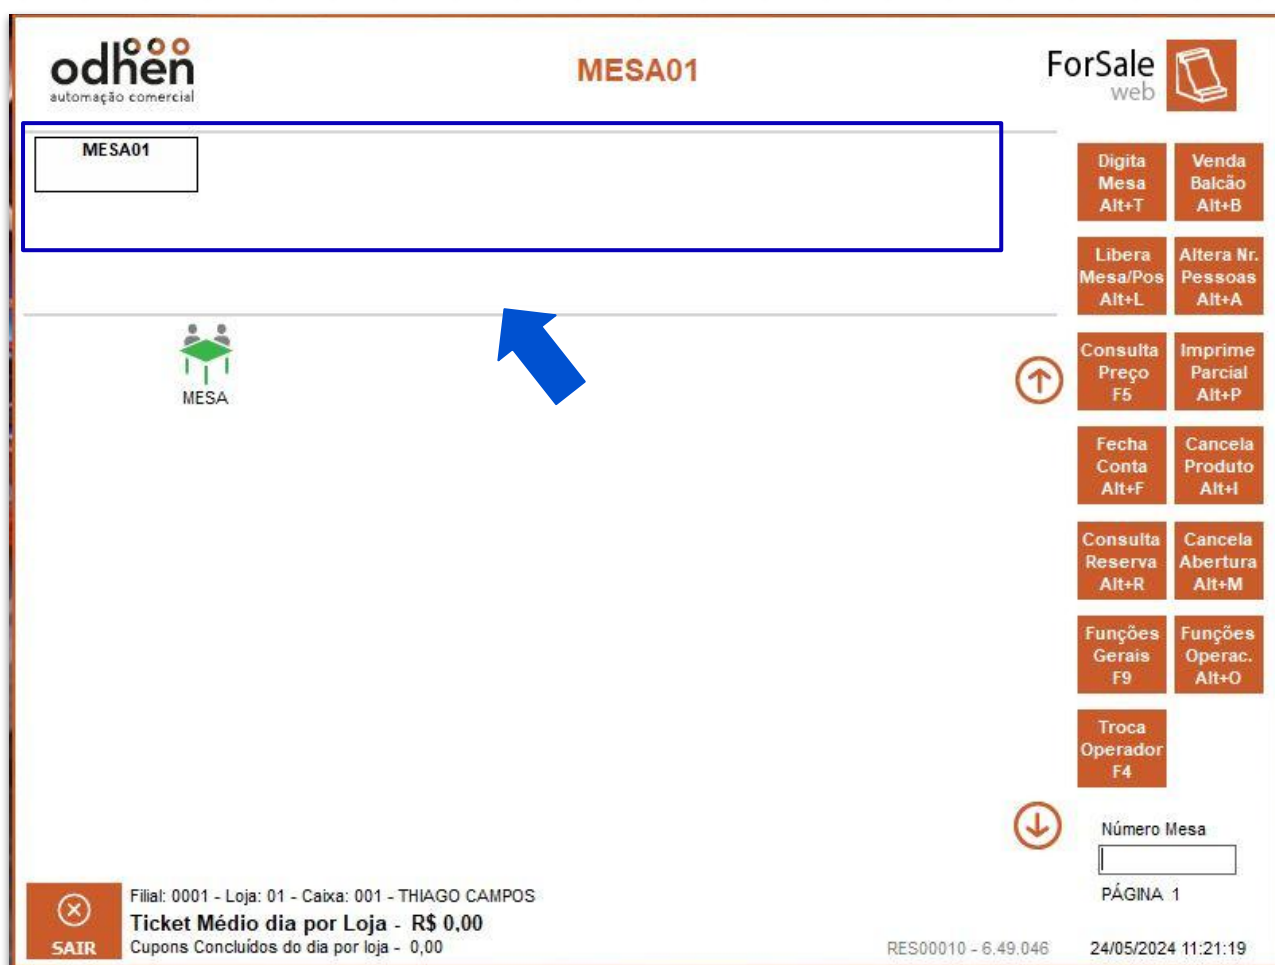 odhen
automação comercial
MESA01
ForSale
web
MESA01
Digita
Mesa
Alt+T
Venda
Balcão
Alt+B
Libera
Mesa/Pos
Alt+L
Altera Nr.
Pessoas
Alt+A
MESA
Consulta
Preço
F5
Imprime
Parcial
Alt+P
Fecha
Conta
Alt+F
Cancela
Produto
Alt+I
Consulta
Reserva
Alt+R
Cancela
Abertura
Alt+M
Funções
Gerais
F9
Funções
Operac.
Alt+O
Troca
Operador
F4
Número Mesa
PÁGINA 1
SAIR
Filial: 0001 - Loja: 01 - Caixa: 001 - THIAGO CAMPOS
Ticket Médio dia por Loja - R$ 0,00
Cupons Concluídos do dia por loja - 0,00
RES00010 - 6.49.046
24/05/2024 11:21:19